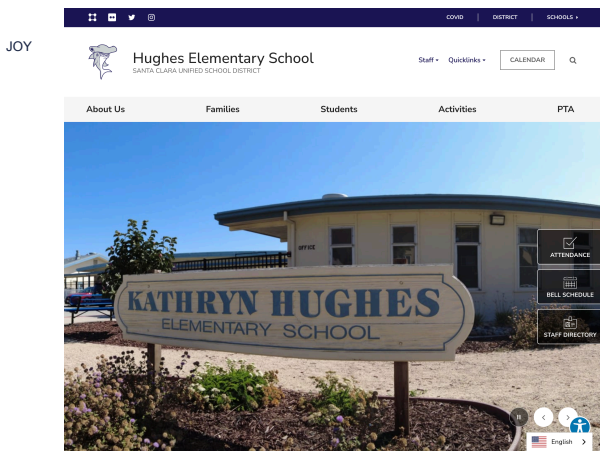 JOY
COVID
DISTRICT
SCHOOLS
Hughes Elementary School
SANTA CLARA UNIFIED SCHOOL DISTRICT
Staff
Quicklinks
CALENDAR
About Us
Families
Students
Activities
PTA
OFFICE
KATHRYN HUGHES
ELEMENTARY SCHOOL
ATTENDANCE
BELL SCHEDULE
STAFF DIRECTORY
English